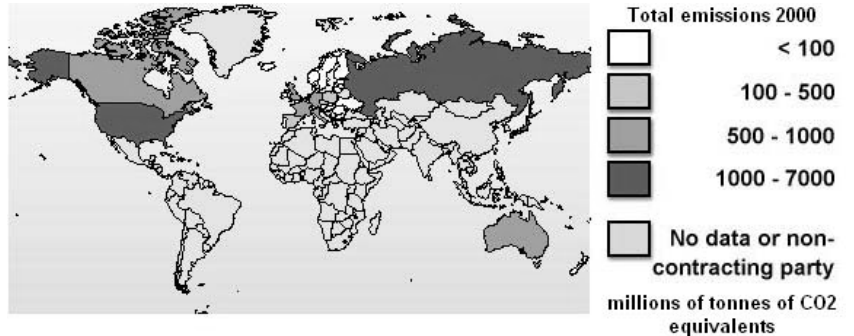 Total emissions 2000
< 100
100 - 500
500 - 1000
1000 - 7000
No data or non-
contracting party
millions of tonnes of CO2
equivalents